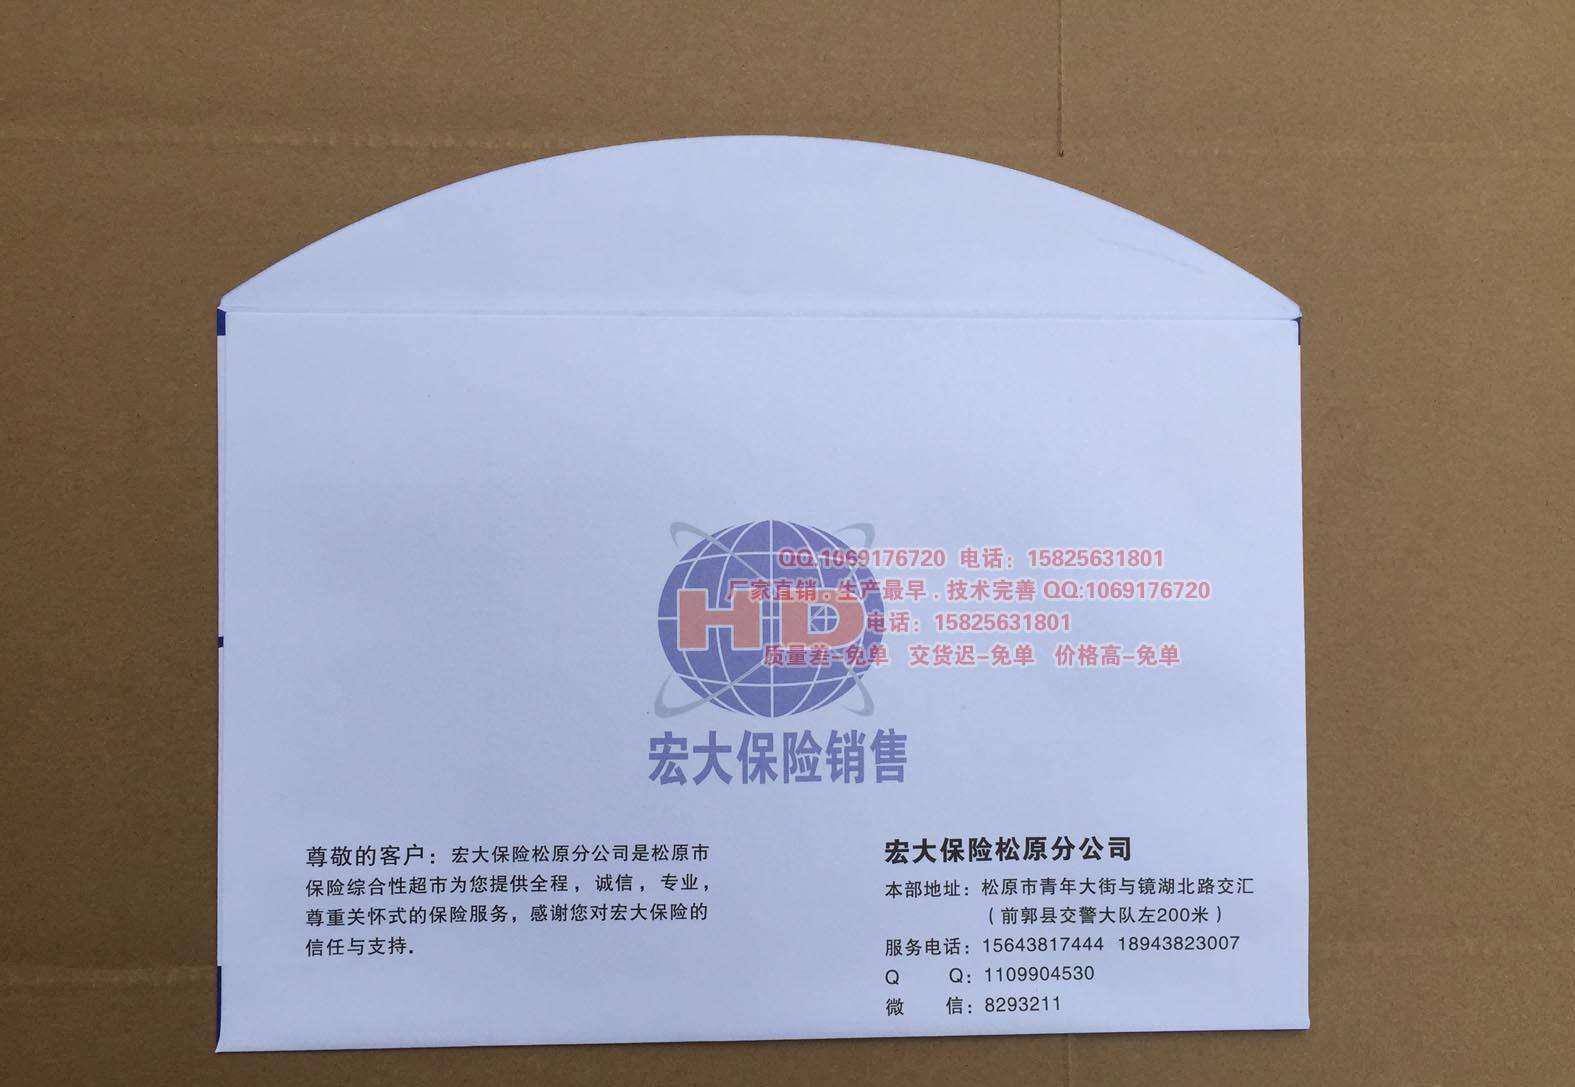 QQ:1069176720 电话：15825631801
厂家直销．生产最早．技术完善 QQ:1069176720
电话：15825631801
质量差-免单 交货迟-免单 价格高-免单
HD
宏大保险销售
尊敬的客户：宏大保险松原分公司是松原市
保险综合性超市为您提供全程，诚信，专业，
尊重关怀式的保险服务，感谢您对宏大保险的
信任与支持．
宏大保险松原分公司
本部地址：松原市青年大街与镜湖北路交汇
（前郭县交警大队左200米）
服务电话：15643817444 18943823007
Q Q：1109904530
微 信：8293211